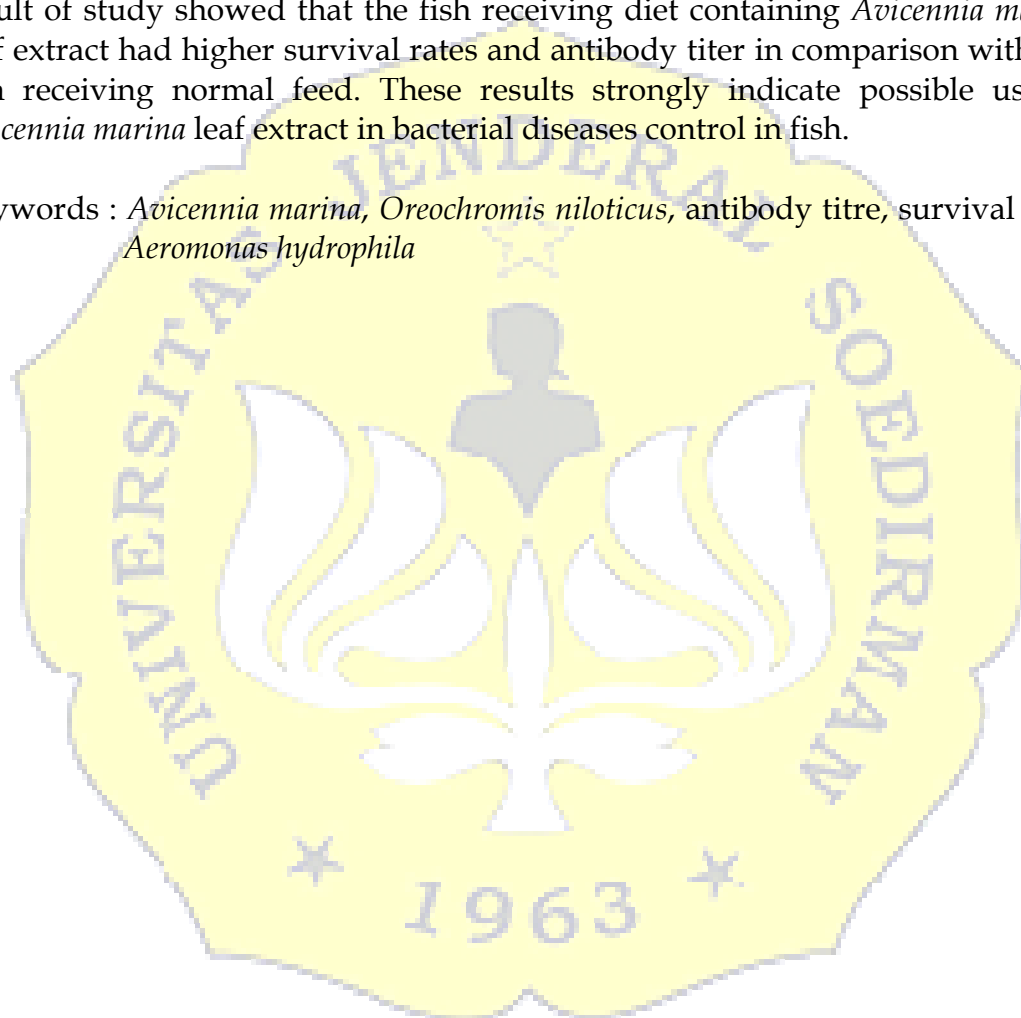 ult of study showed that the fish receiving diet containing Avicennia ma
f extract had higher survival rates and antibody titer in comparison with
receiving normal feed. These results strongly indicate possible us
cennia marina leaf extract in bacterial diseases control in fish.
ywords : Avicennia marina, Oreochromis niloticus, antibody titre, survival
Aeromonas hydrophila
UNIVERSITAS JENDERAL SOEDIRMAN
1963